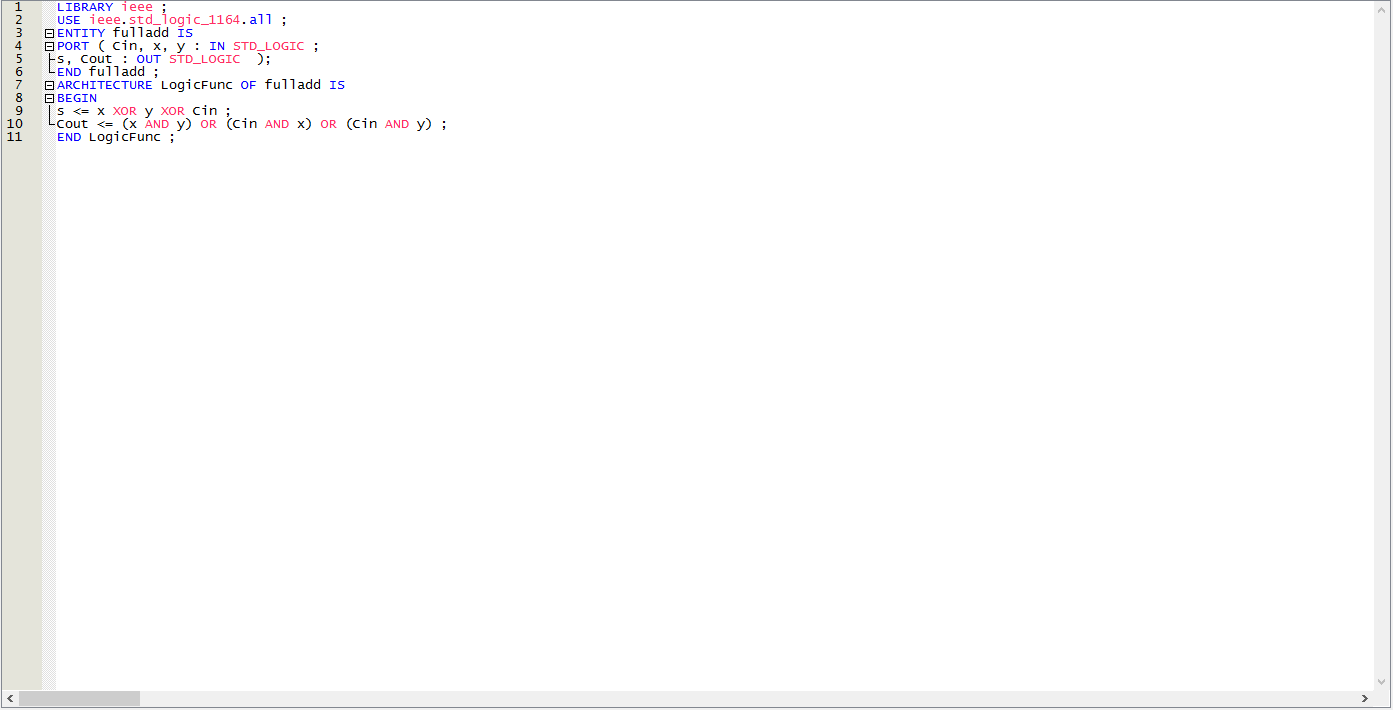 1 LIBRARY ieee ;
2 USE ieee.std_logic_1164.all ;
3 ENTITY fulladd IS
4 PORT ( Cin, x, y : IN STD_LOGIC ;
5 s, Cout : OUT STD_LOGIC  );
6 END fulladd ;
7 ARCHITECTURE LogicFunc OF fulladd IS
8 BEGIN
9 s <= x XOR y XOR Cin ;
10 Cout <= (x AND y) OR (Cin AND x) OR (Cin AND y) ;
11 END LogicFunc ;